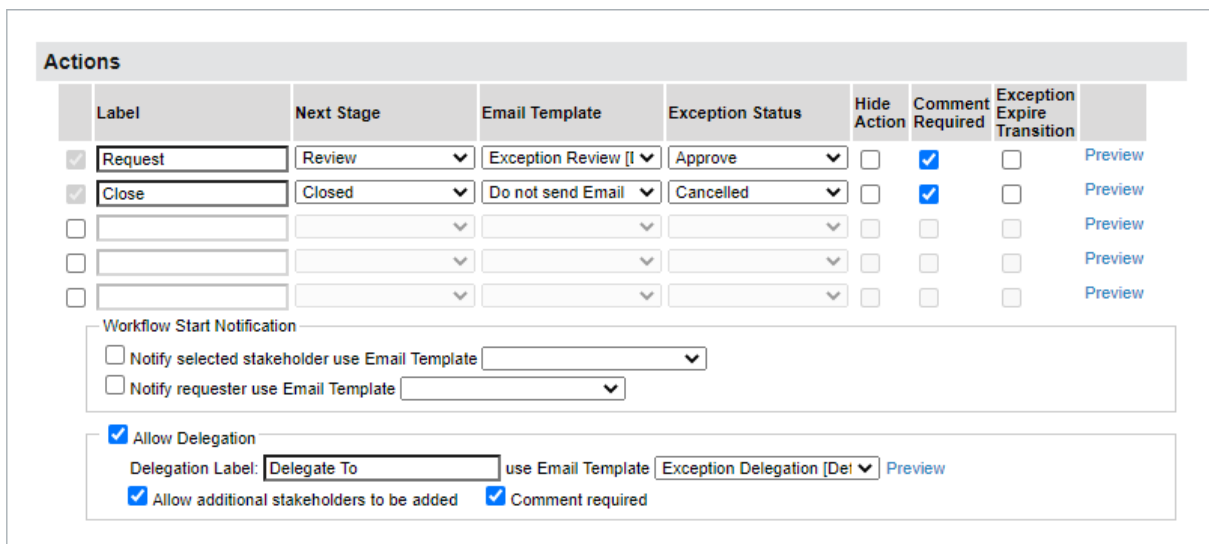 Actions
Label Next Stage Email Template Exception Status Hide Action Comment Required Exception Expire Transition
Request Review Exception Review [I Approve Preview
Close Closed Do not send Email Cancelled Preview
Preview
Preview
Preview
Workflow Start Notification
Notify selected stakeholder use Email Template
Notify requester use Email Template
Allow Delegation
Delegation Label: Delegate To use Email Template Exception Delegation [Def Preview
Allow additional stakeholders to be added Comment required